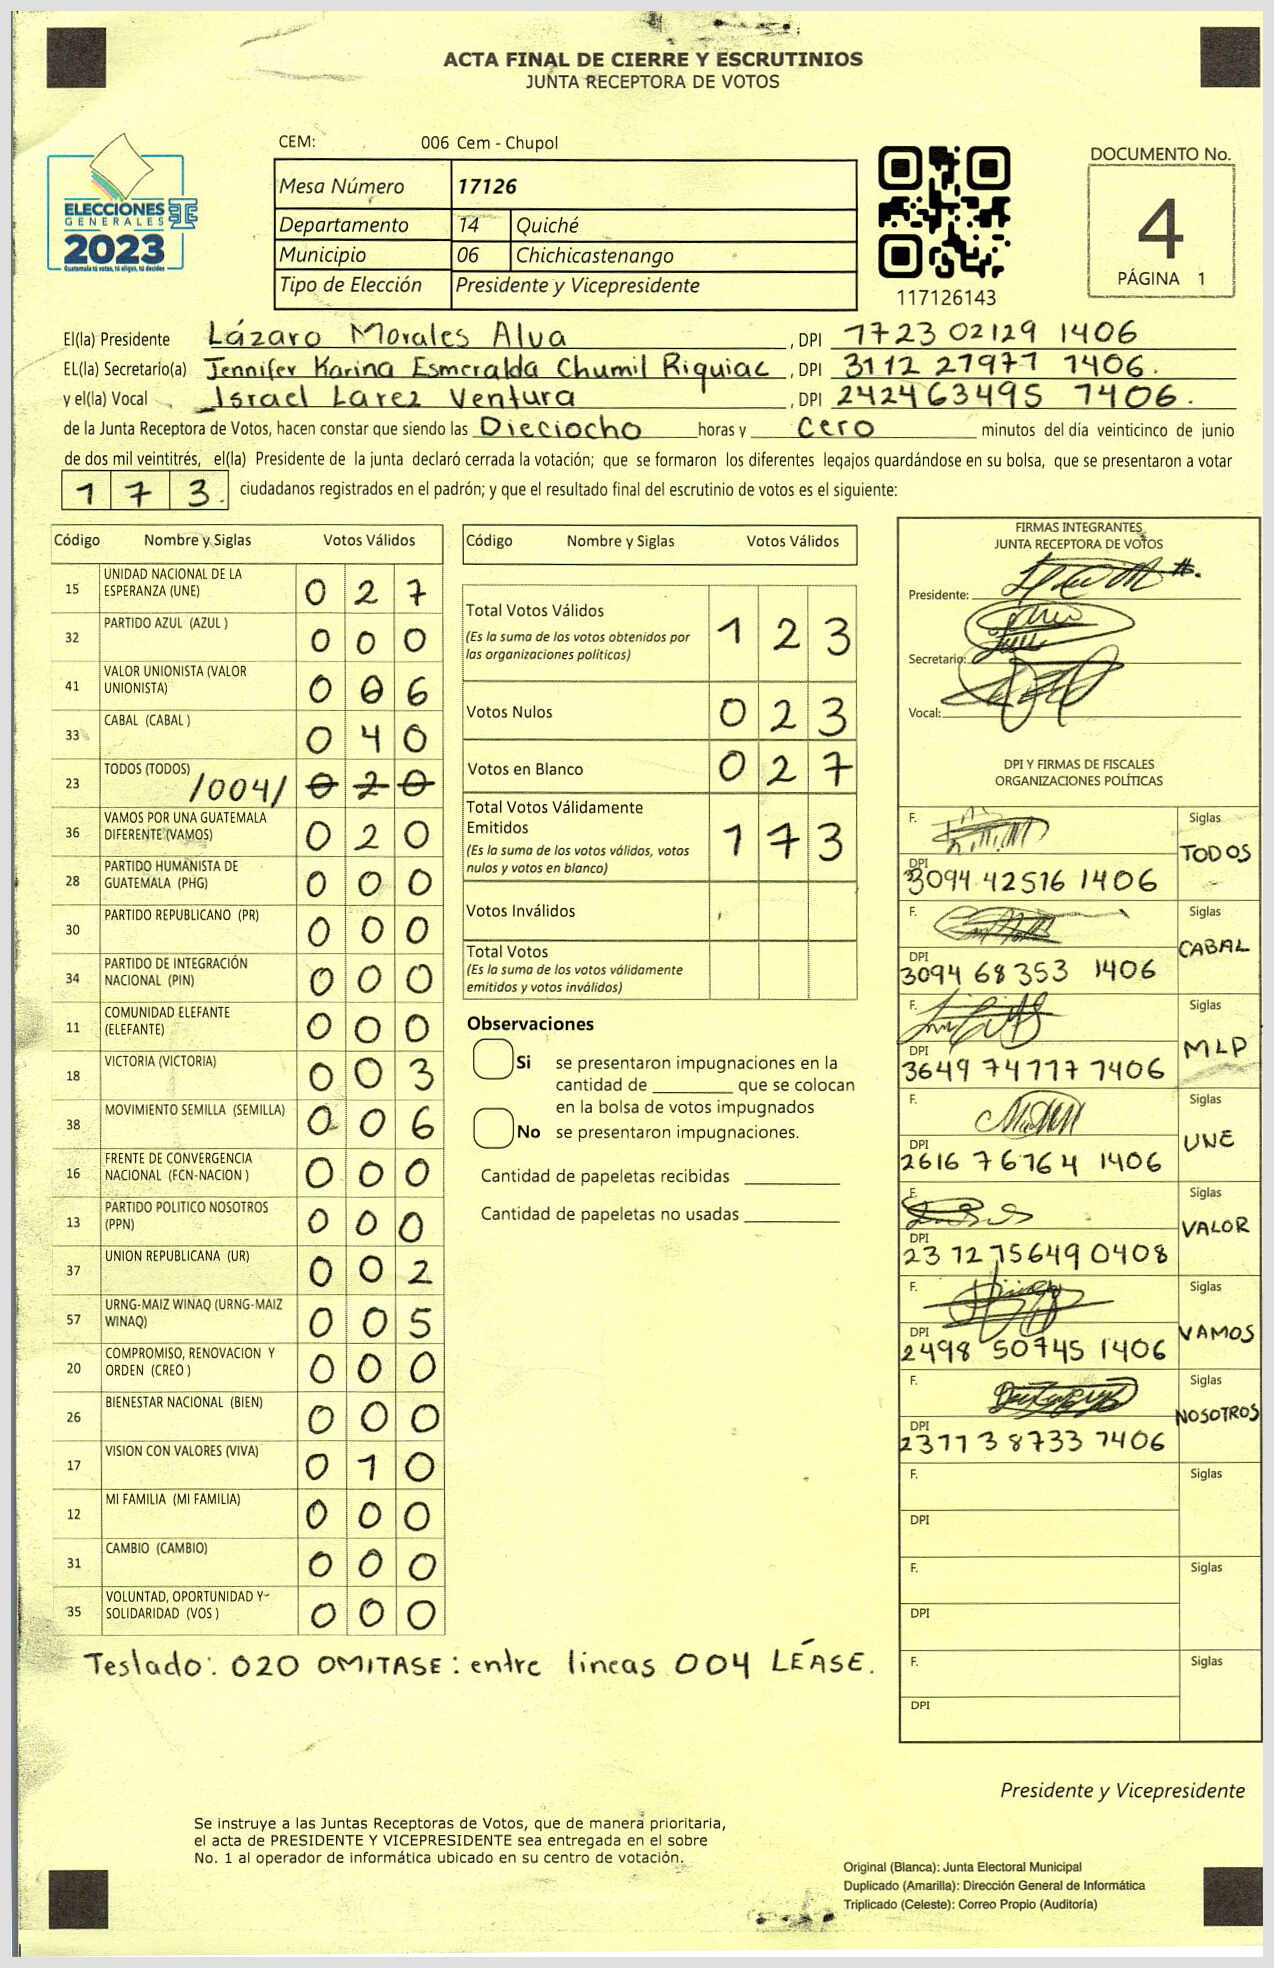 ACTA FINAL DE CIERRE Y ESCRUTINIOS
JUNTA RECEPTORA DE VOTOS
CEM: 006 Cem - Chupol
ELECCIONES
GENERALES
2023
Guatemala tú votas, tú eliges, tú decides
Mesa Número 17126
Departamento 14 Quiché
Municipio 06 Chichicastenango
Tipo de Elección Presidente y Vicepresidente
117126143
DOCUMENTO No.
4
PÁGINA 1
El(la) Presidente Lázaro Morales Alva, DPI 1723 02129 1406
EL(la) Secretario(a) Jennifer Karina Esmeralda Chumil Riquiac, DPI 3112 27977 1406.
y el(la) Vocal Israel Larez Ventura, DPI 242463495 1406.
de la Junta Receptora de Votos, hacen constar que siendo las Dieciocho horas y cero minutos del día veinticinco de junio
de dos mil veintitrés, el(la) Presidente de la junta declaró cerrada la votación; que se formaron los diferentes legajos guardándose en su bolsa, que se presentaron a votar
1 7 3. ciudadanos registrados en el padrón; y que el resultado final del escrutinio de votos es el siguiente:
Código Nombre y Siglas Votos Válidos
15 UNIDAD NACIONAL DE LA ESPERANZA (UNE) 0 2 7
32 PARTIDO AZUL (AZUL ) 0 0 0
41 VALOR UNIONISTA (VALOR UNIONISTA) 0 0 6
33 CABAL (CABAL ) 0 4 0
23 TODOS (TODOS) /004/ 0 2 0
36 VAMOS POR UNA GUATEMALA DIFERENTE (VAMOS) 0 2 0
28 PARTIDO HUMANISTA DE GUATEMALA (PHG) 0 0 0
30 PARTIDO REPUBLICANO (PR) 0 0 0
34 PARTIDO DE INTEGRACIÓN NACIONAL (PIN) 0 0 0
11 COMUNIDAD ELEFANTE (ELEFANTE) 0 0 0
18 VICTORIA (VICTORIA) 0 0 3
38 MOVIMIENTO SEMILLA (SEMILLA) 0 0 6
16 FRENTE DE CONVERGENCIA NACIONAL (FCN-NACION ) 0 0 0
13 PARTIDO POLITICO NOSOTROS (PPN) 0 0 0
37 UNION REPUBLICANA (UR) 0 0 2
57 URNG-MAIZ WINAQ (URNG-MAIZ WINAQ) 0 0 5
20 COMPROMISO, RENOVACION Y ORDEN (CREO ) 0 0 0
26 BIENESTAR NACIONAL (BIEN) 0 0 0
17 VISION CON VALORES (VIVA) 0 1 0
12 MI FAMILIA (MI FAMILIA) 0 0 0
31 CAMBIO (CAMBIO) 0 0 0
35 VOLUNTAD, OPORTUNIDAD Y SOLIDARIDAD (VOS ) 0 0 0
Teslado: 020 OMITASE: entre lineas 004 LÉASE.
Código Nombre y Siglas Votos Válidos
Total Votos Válidos 1 2 3
(Es la suma de los votos obtenidos por
las organizaciones políticas)
Votos Nulos 0 2 3
Votos en Blanco 0 2 7
Total Votos Válidamente
Emitidos 1 7 3
(Es la suma de los votos válidos, votos
nulos y votos en blanco)
Votos Inválidos
Total Votos
(Es la suma de los votos válidamente
emitidos y votos inválidos)
Observaciones
Si se presentaron impugnaciones en la
cantidad de que se colocan
en la bolsa de votos impugnados
No se presentaron impugnaciones.
Cantidad de papeletas recibidas
Cantidad de papeletas no usadas
FIRMAS INTEGRANTES
JUNTA RECEPTORA DE VOTOS
Presidente:
Secretario:
Vocal:
DPI Y FIRMAS DE FISCALES
ORGANIZACIONES POLÍTICAS
F. Siglas
TODOS
DPI
3094 42516 1406
F. Siglas
CABAL
DPI
3094 68353 1406
F. Siglas
MLP
DPI
3649 74777 1406
F. Siglas
UNE
DPI
2616 76764 1406
F. Siglas
VALOR
DPI
2372 75649 0408
F. Siglas
VAMOS
DPI
2498 50745 1406
F. Siglas
NOSOTROS
DPI
2377 38733 1406
F. Siglas
DPI
F. Siglas
DPI
F. Siglas
DPI
Presidente y Vicepresidente
Se instruye a las Juntas Receptoras de Votos, que de manera prioritaria,
el acta de PRESIDENTE Y VICEPRESIDENTE sea entregada en el sobre
No. 1 al operador de informática ubicado en su centro de votación.
Original (Blanca): Junta Electoral Municipal
Duplicado (Amarilla): Dirección General de Informática
Triplicado (Celeste): Correo Propio (Auditoría)